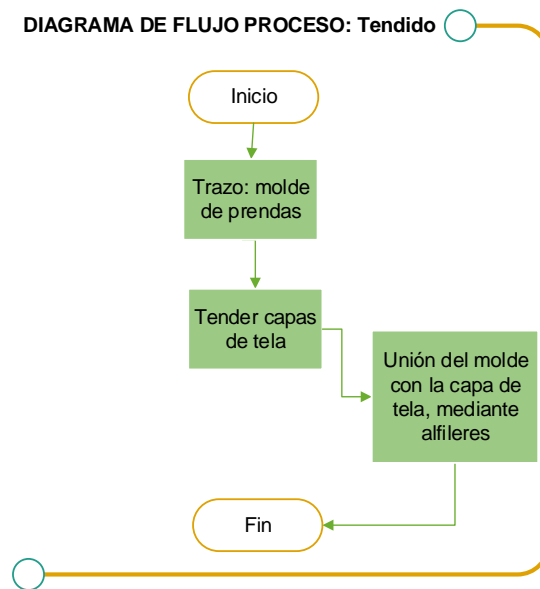 DIAGRAMA DE FLUJO PROCESO: Tendido
Inicio
Trazo: molde
de prendas
Tender capas
de tela
Unión del molde
con la capa de
tela, mediante
alfileres
Fin